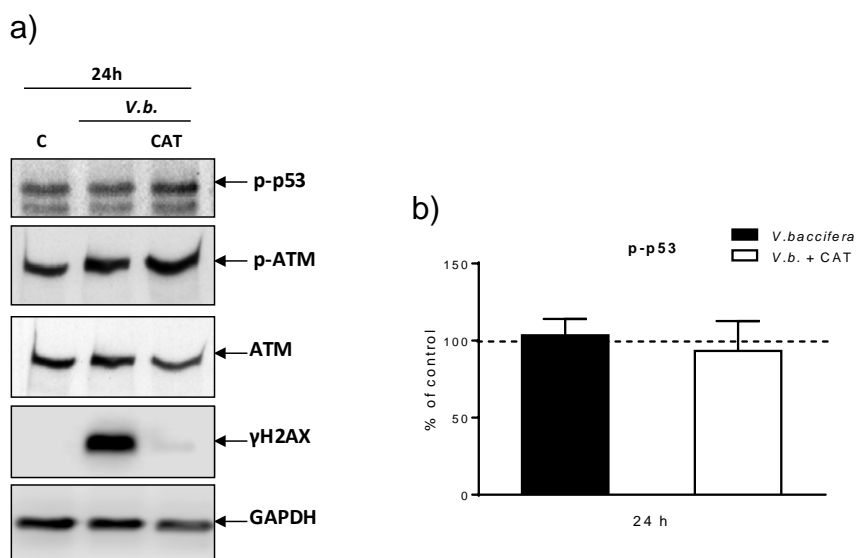 a)
24h
V.b.
C CAT
p-p53
p-ATM
ATM
γH2AX
GAPDH
b)
p-p53
V.baccifera
V.b. + CAT
150
100
50
0
% of control
24 h